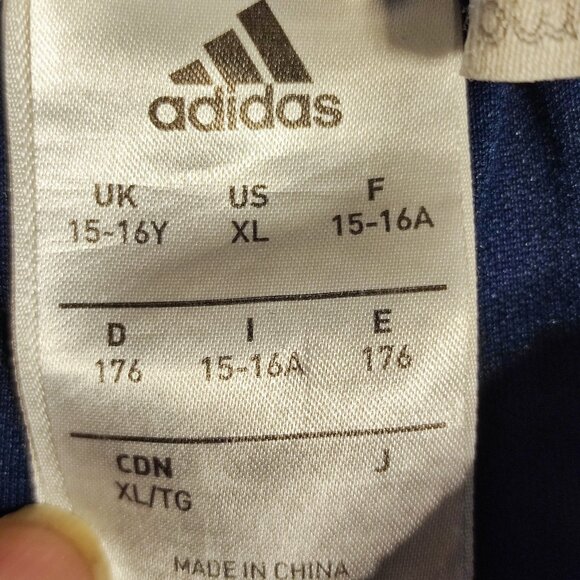 adidas
UK US F
15-16Y XL 15-16A
D I E
176 15-16A 176
CDN J
XL/TG
MADE IN CHINA